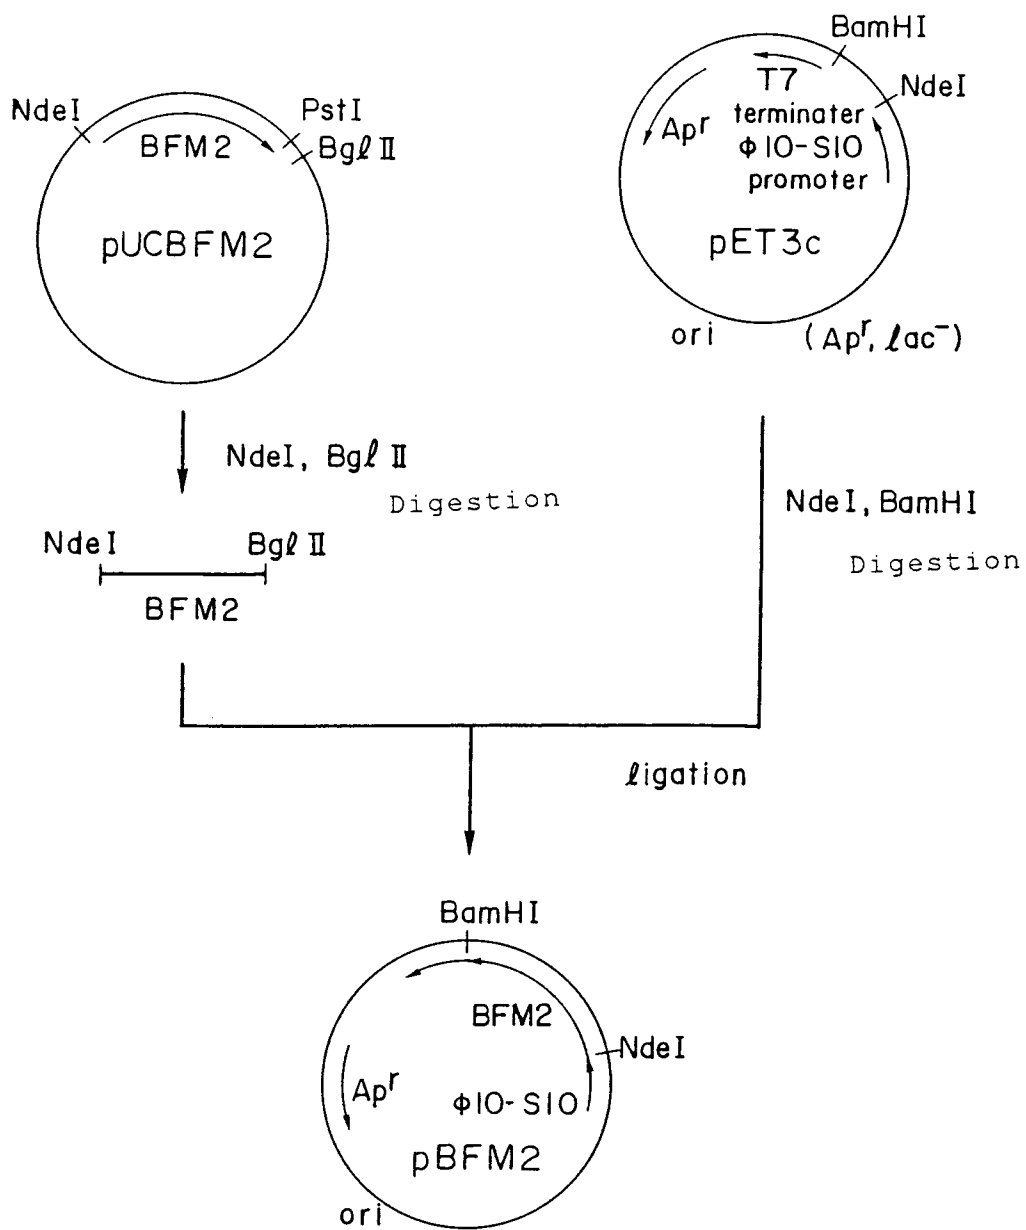 NdeI
BFM2
PstI
BglII
pUCBFM2
BamHI
NdeI
T7
terminater
Φ10-S10
promoter
Apʳ
pET3c
ori
(Apʳ, lac⁻)
NdeI, BglII
Digestion
NdeI, BamHI
Digestion
NdeI
BglII
BFM2
ligation
BamHI
BFM2
NdeI
Apʳ
Φ10-S10
pBFM2
ori